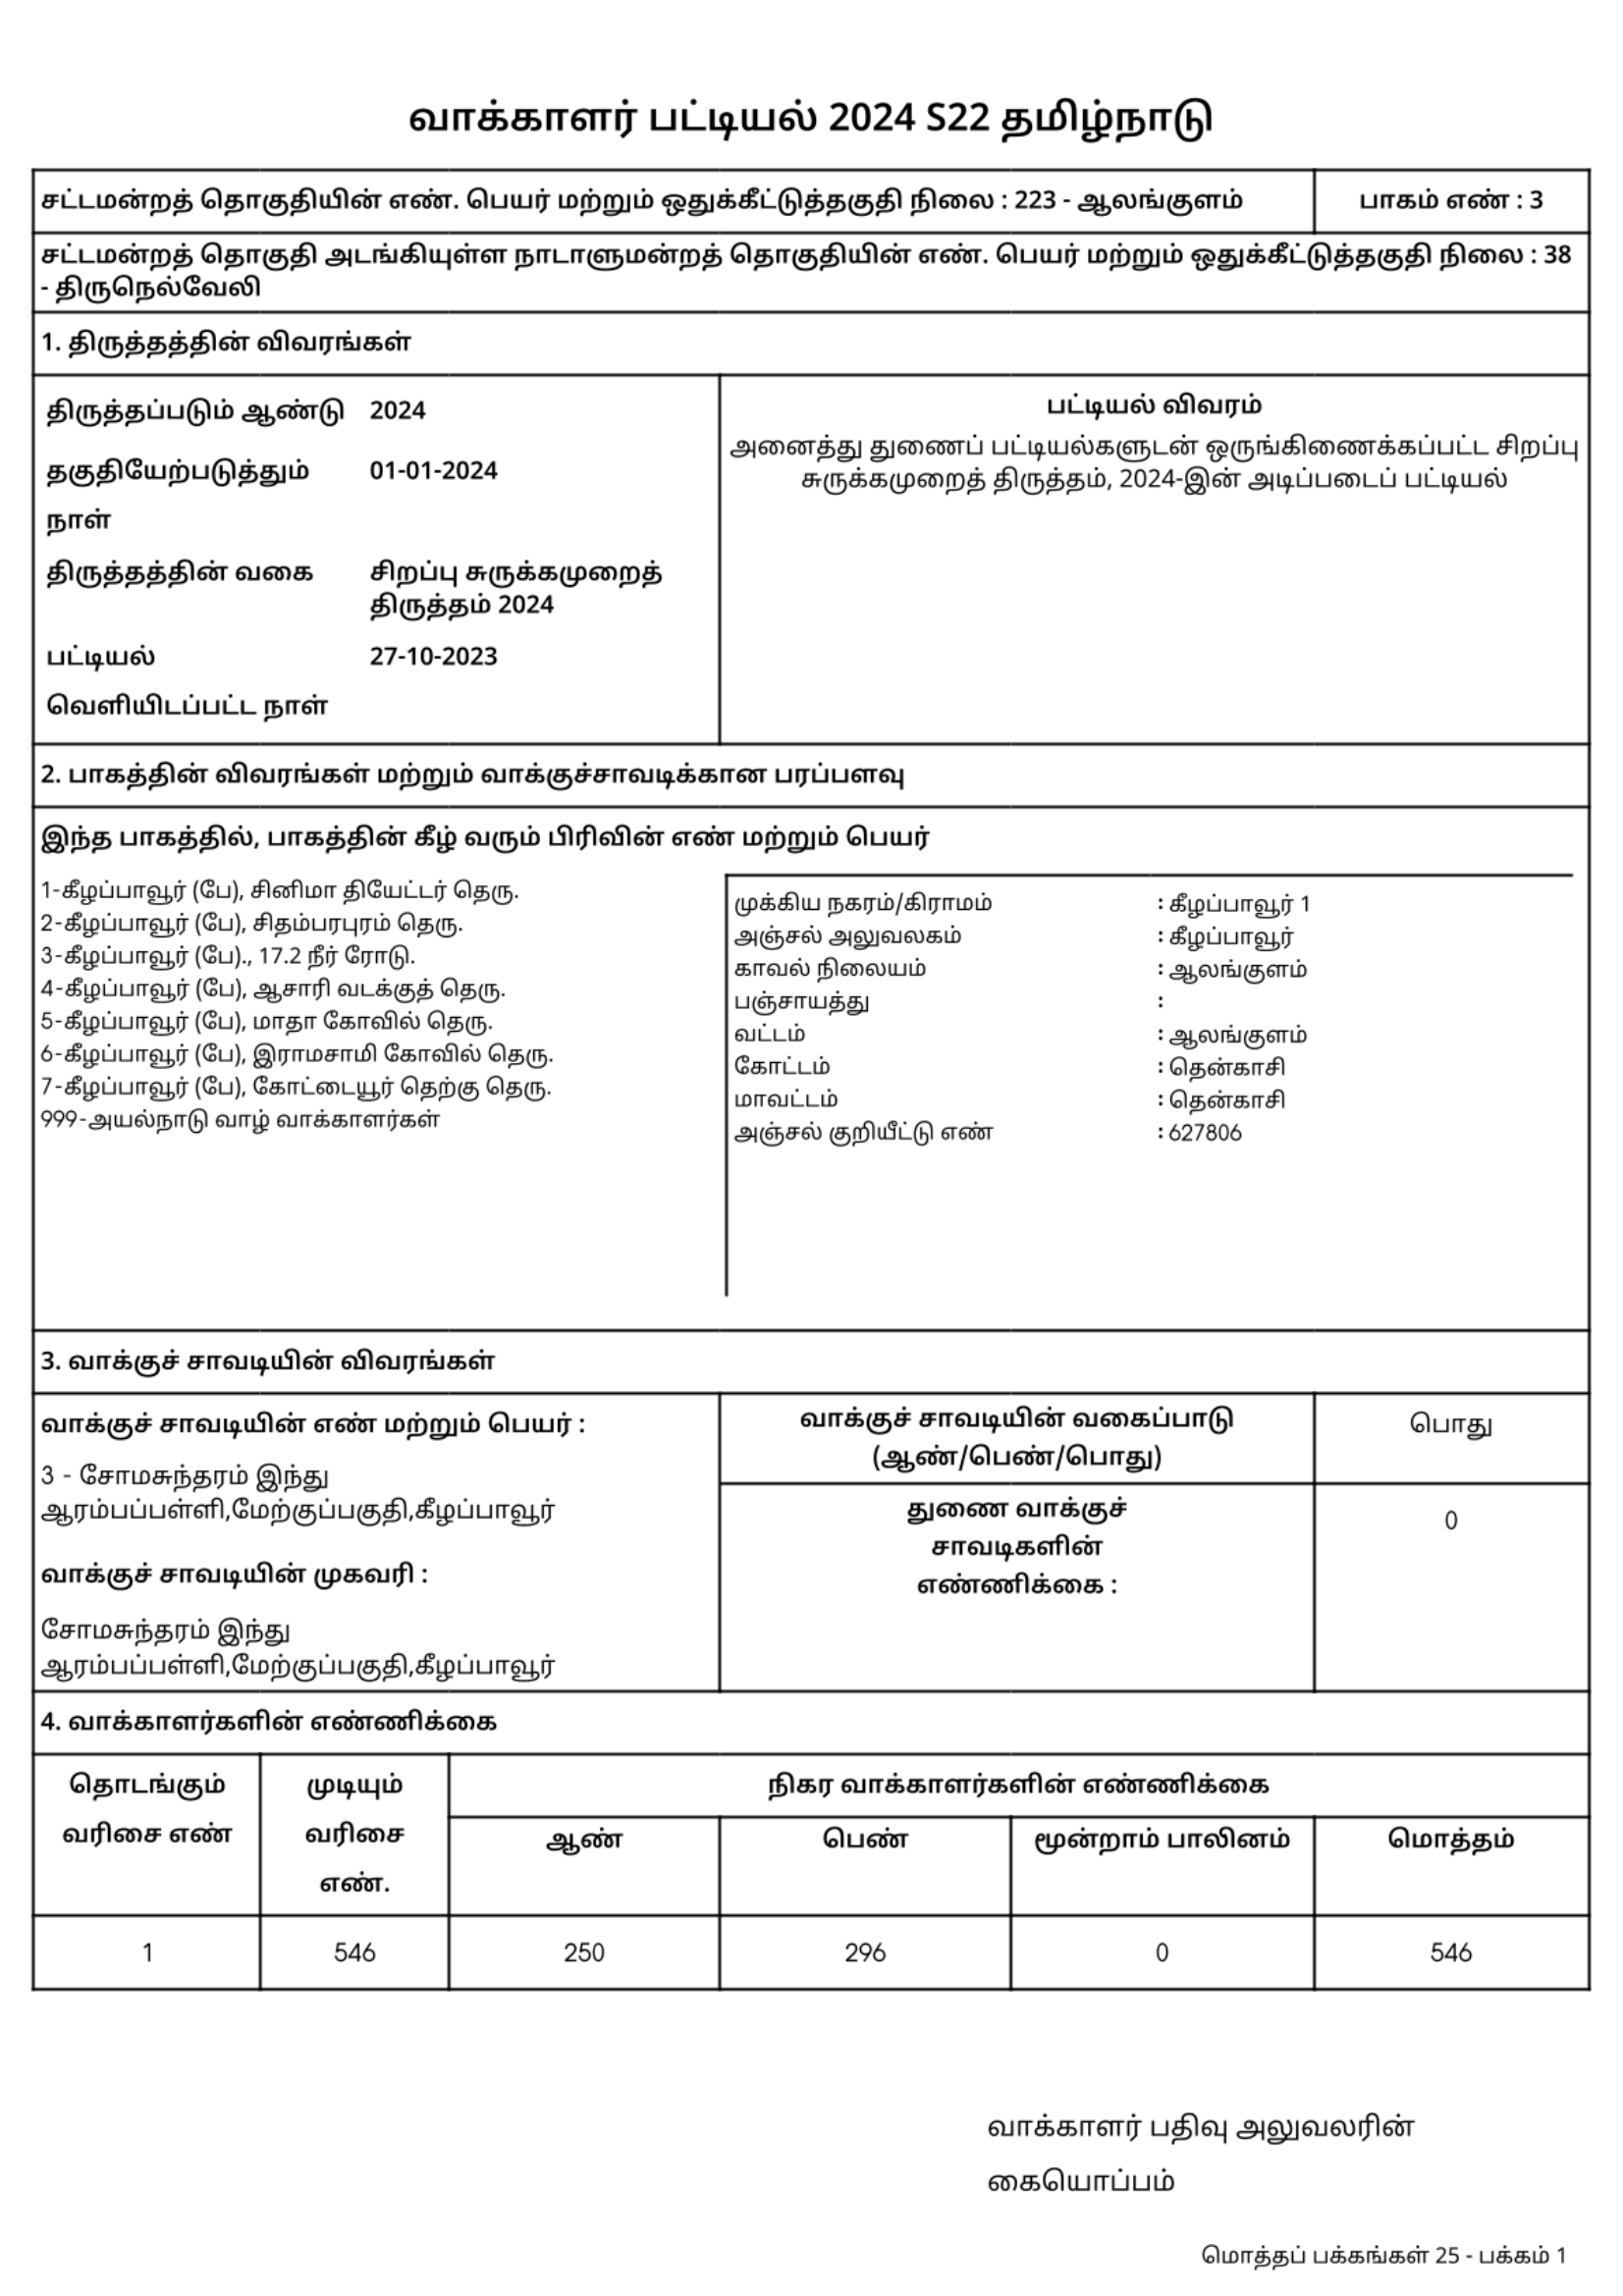 வாக்காளர் பட்டியல் 2024 S22 தமிழ்நாடு
சட்டமன்றத் தொகுதியின் எண். பெயர் மற்றும் ஒதுக்கீட்டுத்தகுதி நிலை : 223 - ஆலங்குளம்
பாகம் எண் : 3
சட்டமன்றத் தொகுதி அடங்கியுள்ள நாடாளுமன்றத் தொகுதியின் எண். பெயர் மற்றும் ஒதுக்கீட்டுத்தகுதி நிலை : 38
- திருநெல்வேலி
1. திருத்தத்தின் விவரங்கள்
திருத்தப்படும் ஆண்டு 2024
தகுதியேற்படுத்தும் 01-01-2024
நாள்
திருத்தத்தின் வகை சிறப்பு சுருக்கமுறைத்
திருத்தம் 2024
பட்டியல் 27-10-2023
வெளியிடப்பட்ட நாள்
பட்டியல் விவரம்
அனைத்து துணைப் பட்டியல்களுடன் ஒருங்கிணைக்கப்பட்ட சிறப்பு
சுருக்கமுறைத் திருத்தம், 2024-இன் அடிப்படைப் பட்டியல்
2. பாகத்தின் விவரங்கள் மற்றும் வாக்குச்சாவடிக்கான பரப்பளவு
இந்த பாகத்தில், பாகத்தின் கீழ் வரும் பிரிவின் எண் மற்றும் பெயர்
1-கீழப்பாவூர் (பே), சினிமா தியேட்டர் தெரு.
2-கீழப்பாவூர் (பே), சிதம்பரபுரம் தெரு.
3-கீழப்பாவூர் (பே)., 17.2 நீர் ரோடு.
4-கீழப்பாவூர் (பே), ஆசாரி வடக்குத் தெரு.
5-கீழப்பாவூர் (பே), மாதா கோவில் தெரு.
6-கீழப்பாவூர் (பே), இராமசாமி கோவில் தெரு.
7-கீழப்பாவூர் (பே), கோட்டையூர் தெற்கு தெரு.
999-அயல்நாடு வாழ் வாக்காளர்கள்
முக்கிய நகரம்/கிராமம் : கீழப்பாவூர் 1
அஞ்சல் அலுவலகம் : கீழப்பாவூர்
காவல் நிலையம் : ஆலங்குளம்
பஞ்சாயத்து :
வட்டம் : ஆலங்குளம்
கோட்டம் : தென்காசி
மாவட்டம் : தென்காசி
அஞ்சல் குறியீட்டு எண் : 627806
3. வாக்குச் சாவடியின் விவரங்கள்
வாக்குச் சாவடியின் எண் மற்றும் பெயர் :
3 - சோமசுந்தரம் இந்து
ஆரம்பப்பள்ளி,மேற்குப்பகுதி,கீழப்பாவூர்
வாக்குச் சாவடியின் முகவரி :
சோமசுந்தரம் இந்து
ஆரம்பப்பள்ளி,மேற்குப்பகுதி,கீழப்பாவூர்
வாக்குச் சாவடியின் வகைப்பாடு
(ஆண்/பெண்/பொது)
பொது
துணை வாக்குச்
சாவடிகளின்
எண்ணிக்கை :
0
4. வாக்காளர்களின் எண்ணிக்கை
தொடங்கும்
வரிசை எண்
முடியும்
வரிசை
எண்.
நிகர வாக்காளர்களின் எண்ணிக்கை
ஆண் பெண் மூன்றாம் பாலினம் மொத்தம்
1 546 250 296 0 546
வாக்காளர் பதிவு அலுவலரின்
கையொப்பம்
மொத்தப் பக்கங்கள் 25 - பக்கம் 1